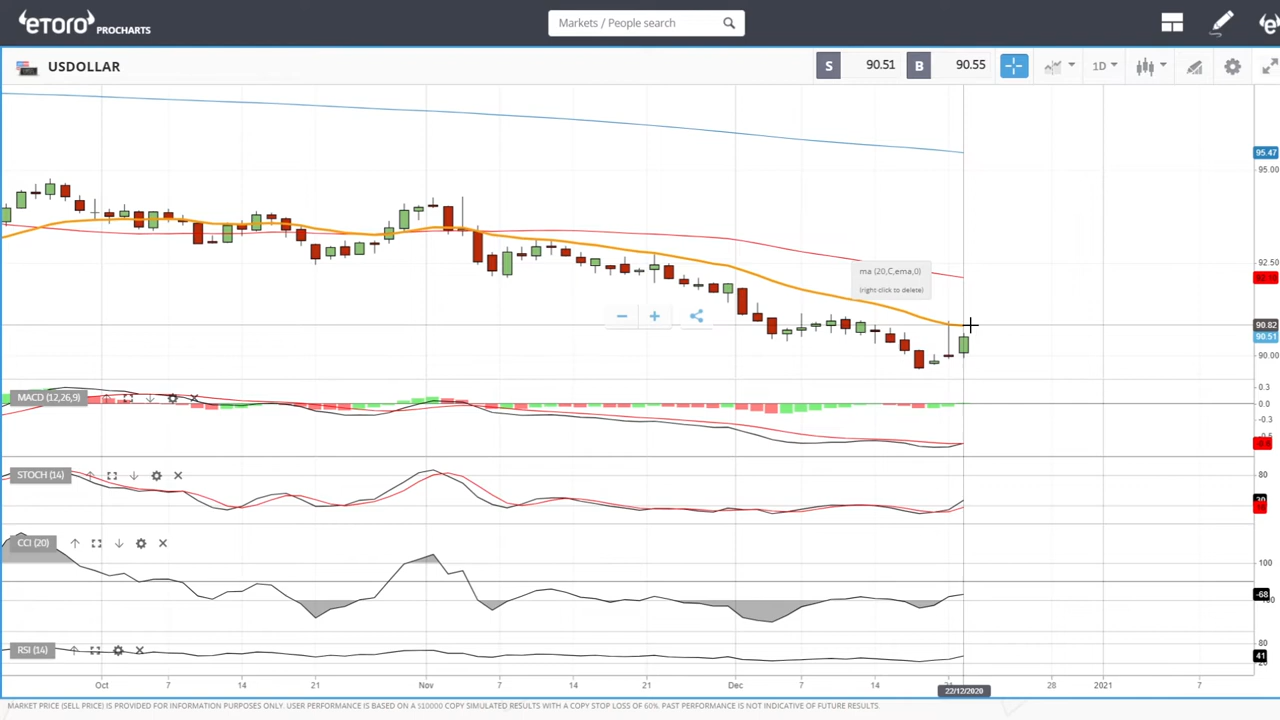 eTORO PROCHARTS
Markets / People search
USDOLLAR
S 90.51 B 90.55
1D
95.47
95.00
ma (20,C,ema,0)
(right click to delete)
92.50
90.82
90.51
90.00
MACD (12,26,9)
0.3
0.0
-0.3
STOCH (14)
80
CCI (20)
100
-68
RSI (14)
80
41
Oct 7 14 21 Nov 7 14 21 Dec 7 14 28 2021 7
22/12/2020
MARKET PRICE (SELL PRICE) IS PROVIDED FOR INFORMATION PURPOSES ONLY. USER PERFORMANCE IS BASED ON A $10000 COPY SIMULATED RESULTS WITH A COPY STOP LOSS OF 60%. PAST PERFORMANCE IS NOT INDICATIVE OF FUTURE RESULTS.